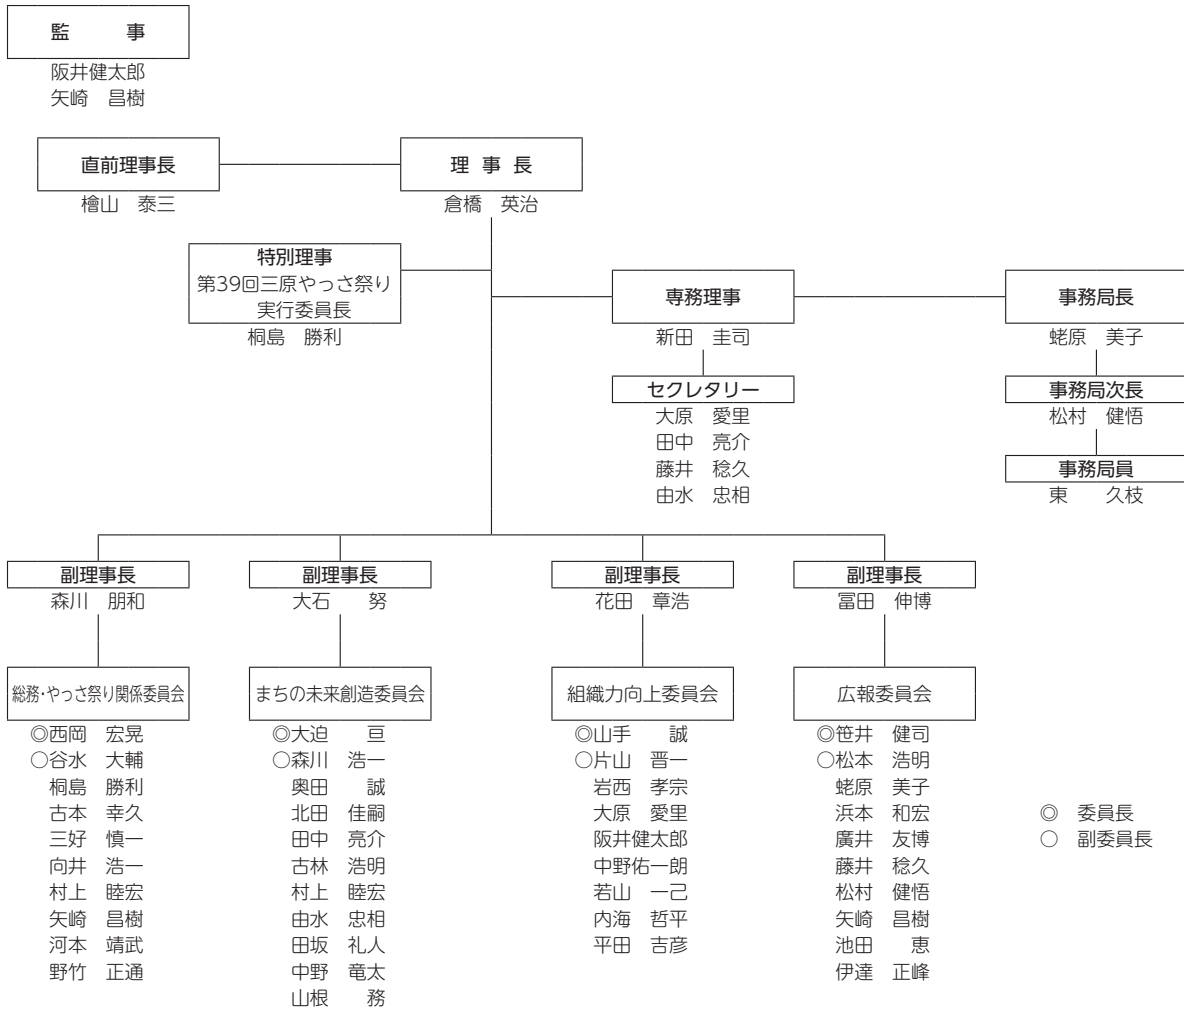 監　　事
阪井健太郎
矢崎　昌樹
直前理事長
檜山　泰三
理 事 長
倉橋　英治
特別理事
第39回三原やっさ祭り
実行委員長
桐島　勝利
専務理事
新田　圭司
セクレタリー
大原　愛里
田中　亮介
藤井　稔久
由水　忠相
事務局長
蛯原　美子
事務局次長
松村　健悟
事務局員
東　　久枝
副理事長
森川　朋和
総務・やっさ祭り関係委員会
◎西岡　宏晃
○谷水　大輔
桐島　勝利
古本　幸久
三好　慎一
向井　浩一
村上　睦宏
矢崎　昌樹
河本　靖武
野竹　正通
副理事長
大石　　努
まちの未来創造委員会
◎大迫　　亘
○森川　浩一
奥田　　誠
北田　佳嗣
田中　亮介
古林　浩明
村上　睦宏
由水　忠相
田坂　礼人
中野　竜太
山根　　務
副理事長
花田　章浩
組織力向上委員会
◎山手　　誠
○片山　晋一
岩西　孝宗
大原　愛里
阪井健太郎
中野佑一朗
若山　一己
内海　哲平
平田　吉彦
副理事長
冨田　伸博
広報委員会
◎笹井　健司
○松本　浩明
蛯原　美子
浜本　和宏
廣井　友博
藤井　稔久
松村　健悟
矢崎　昌樹
池田　　恵
伊達　正峰
◎　委員長
○　副委員長